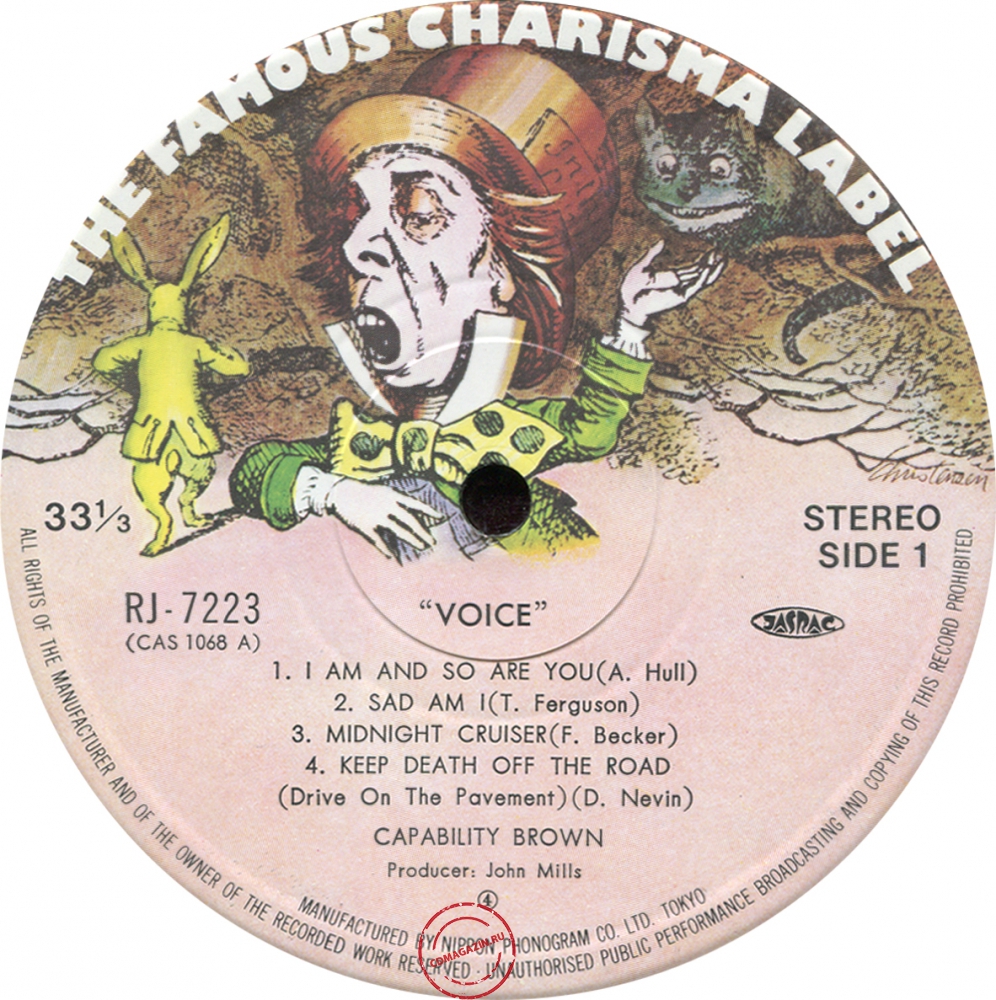 THE FAMOUS CHARISMA LABEL
Christensen
33⅓
STEREO
SIDE 1
RJ-7223
(CAS 1068 A)
“VOICE”
JASRAC
1. I AM AND SO ARE YOU(A. Hull)
2. SAD AM I(T. Ferguson)
3. MIDNIGHT CRUISER(F. Becker)
4. KEEP DEATH OFF THE ROAD
(Drive On The Pavement)(D. Nevin)
CAPABILITY BROWN
Producer: John Mills
④
MANUFACTURED BY NIPPON PHONOGRAM CO. LTD. TOKYO
ALL RIGHTS OF THE MANUFACTURER AND OF THE OWNER OF THE RECORDED WORK RESERVED · UNAUTHORISED PUBLIC PERFORMANCE BROADCASTING AND COPYING OF THIS RECORD PROHIBITED.
CDMAGAZIN.RU